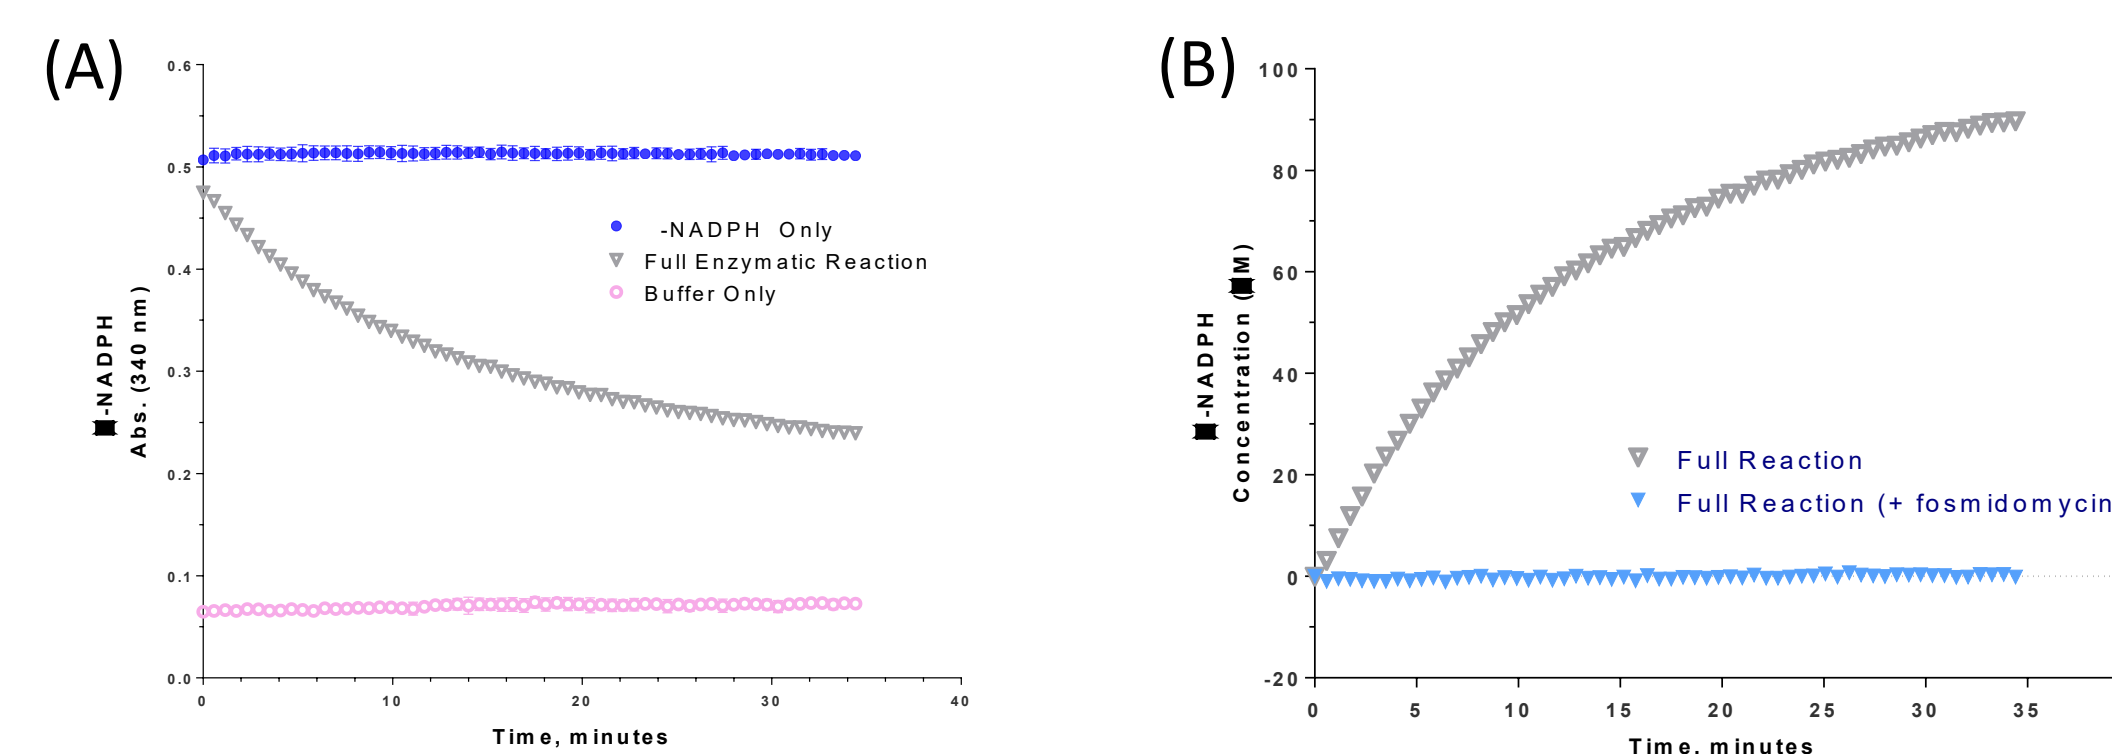 (A)
0.6
0.5
0.4
0.3
0.2
0.1
0.0
0
10
20
30
40
-NADPH
Abs. (340 nm)
Time, minutes
-NADPH Only
Full Enzymatic Reaction
Buffer Only
(B)
100
80
60
40
20
0
-20
0
5
10
15
20
25
30
35
-NADPH
Concentration (M)
Time, minutes
Full Reaction
Full Reaction (+ fosmidomycin